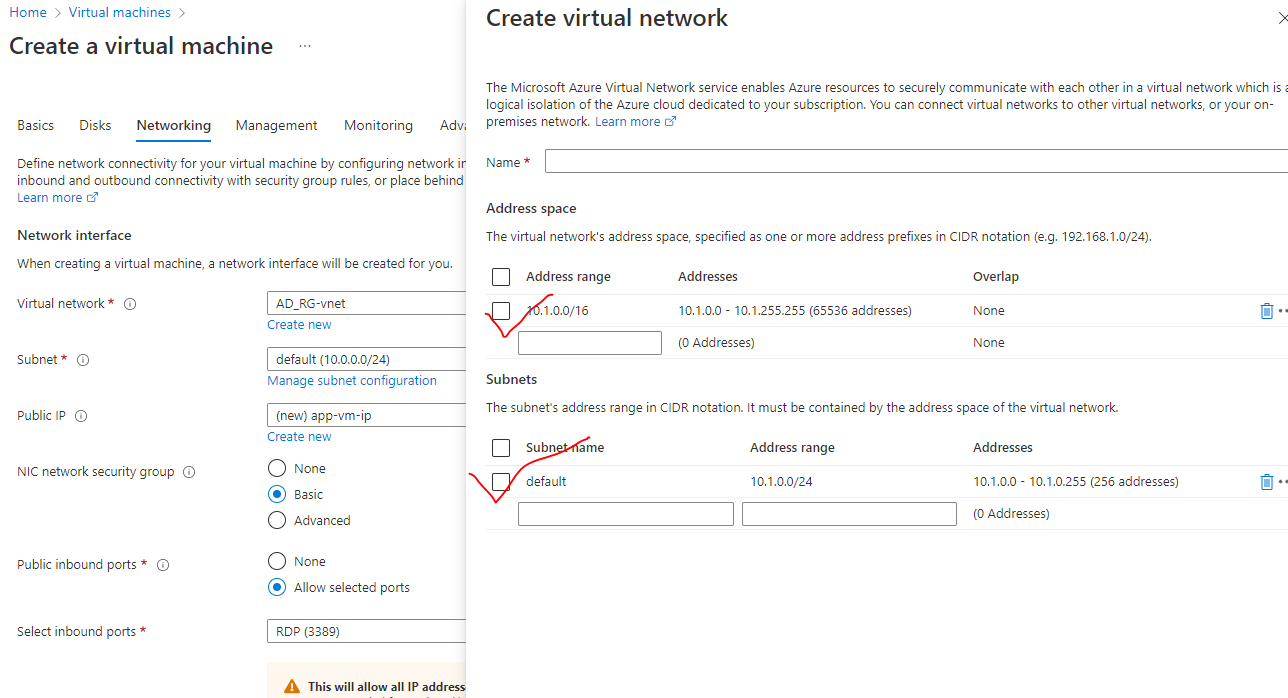 Home > Virtual machines >
Create a virtual machine ...
Basics Disks Networking Management Monitoring
Define network connectivity for your virtual machine by configuring network
inbound and outbound connectivity with security group rules, or place behind
Learn more
Network interface
When creating a virtual machine, a network interface will be created for you.
Virtual network *
AD_RG-vnet
Create new
Subnet *
default (10.0.0.0/24)
Manage subnet configuration
Public IP
(new) app-vm-ip
Create new
NIC network security group
None
Basic
Advanced
Public inbound ports *
None
Allow selected ports
Select inbound ports *
RDP (3389)
This will allow all IP address
Create virtual network
The Microsoft Azure Virtual Network service enables Azure resources to securely communicate with each other in a virtual network which is a
logical isolation of the Azure cloud dedicated to your subscription. You can connect virtual networks to other virtual networks, or your on-
premises network. Learn more
Name *
Address space
The virtual network's address space, specified as one or more address prefixes in CIDR notation (e.g. 192.168.1.0/24).
Address range Addresses Overlap
10.1.0.0/16 10.1.0.0 - 10.1.255.255 (65536 addresses) None
(0 Addresses) None
Subnets
The subnet's address range in CIDR notation. It must be contained by the address space of the virtual network.
Subnet name Address range Addresses
default 10.1.0.0/24 10.1.0.0 - 10.1.0.255 (256 addresses)
(0 Addresses)